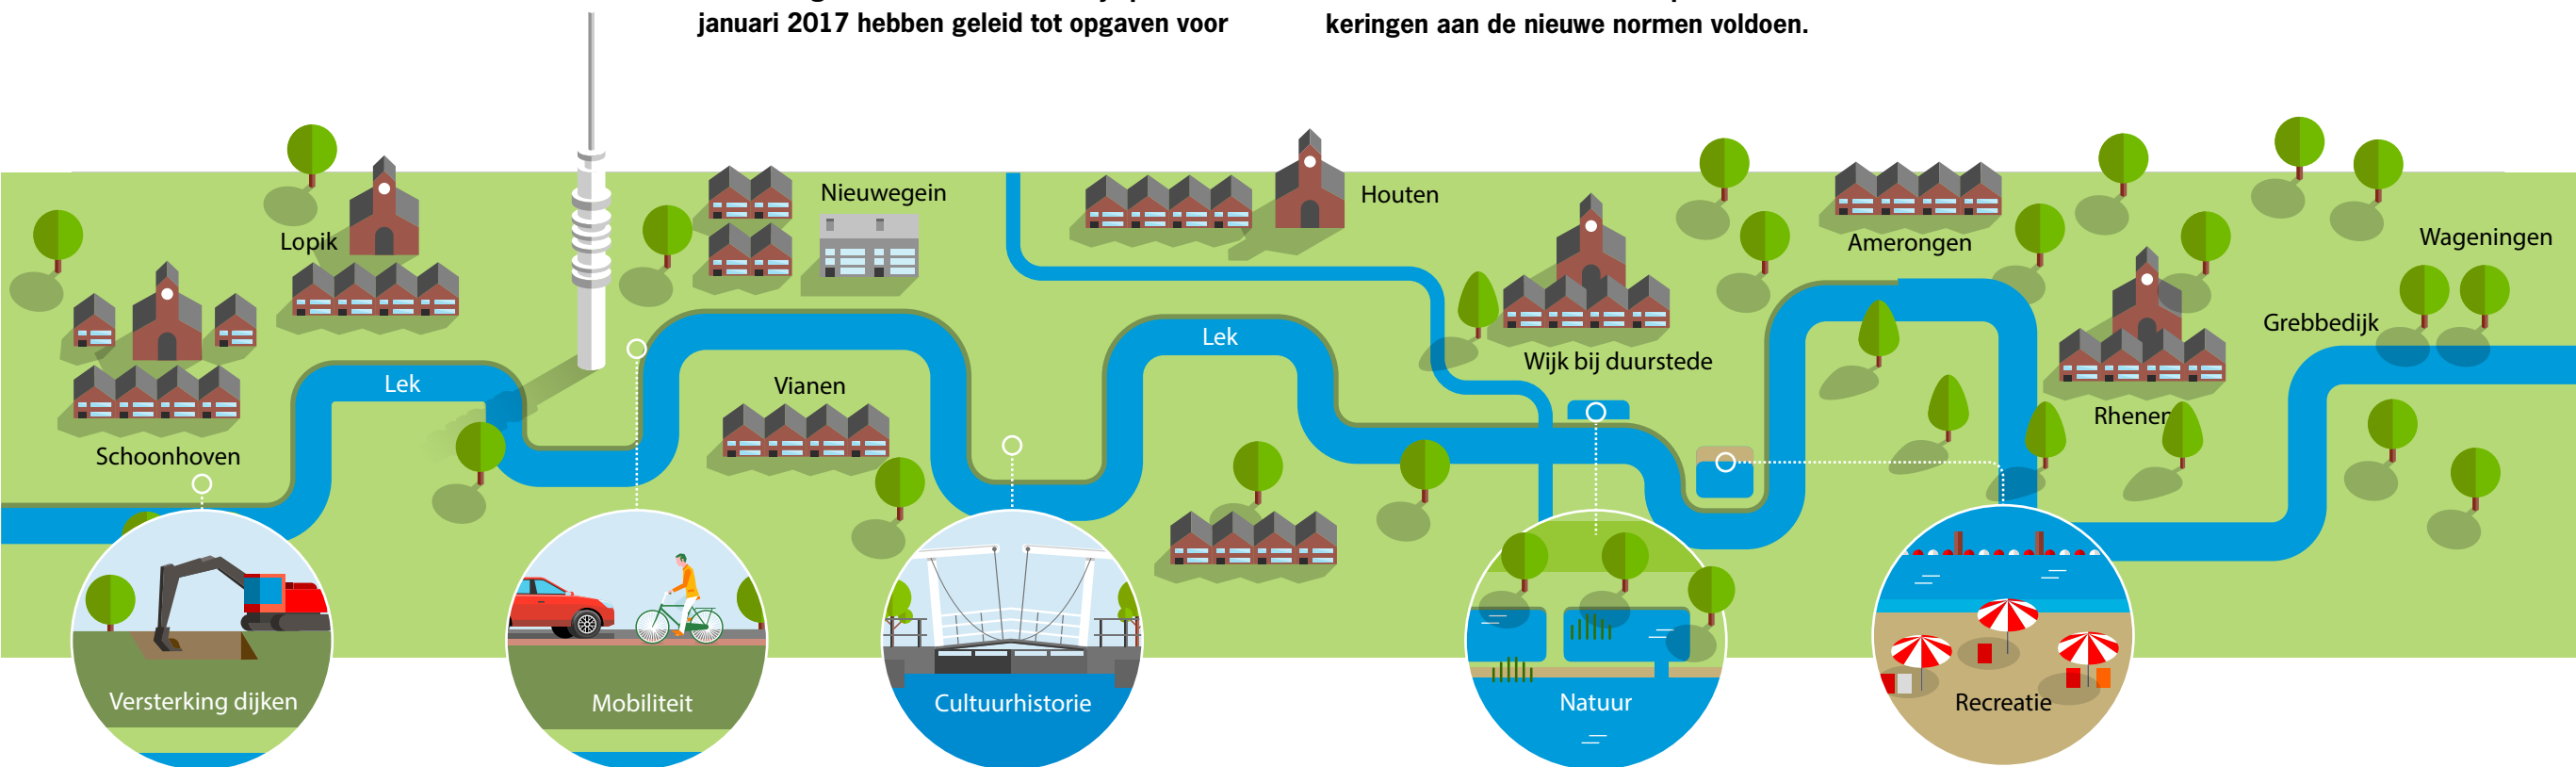 januari 2017 hebben geleid tot opgaven voor
keringen aan de nieuwe normen voldoen.
Nieuwegein
Houten
Lopik
Amerongen
Wageningen
Grebbedijk
Lek
Lek
Wijk bij duurstede
Vianen
Rhenen
Schoonhoven
Versterking dijken
Mobiliteit
Cultuurhistorie
Natuur
Recreatie